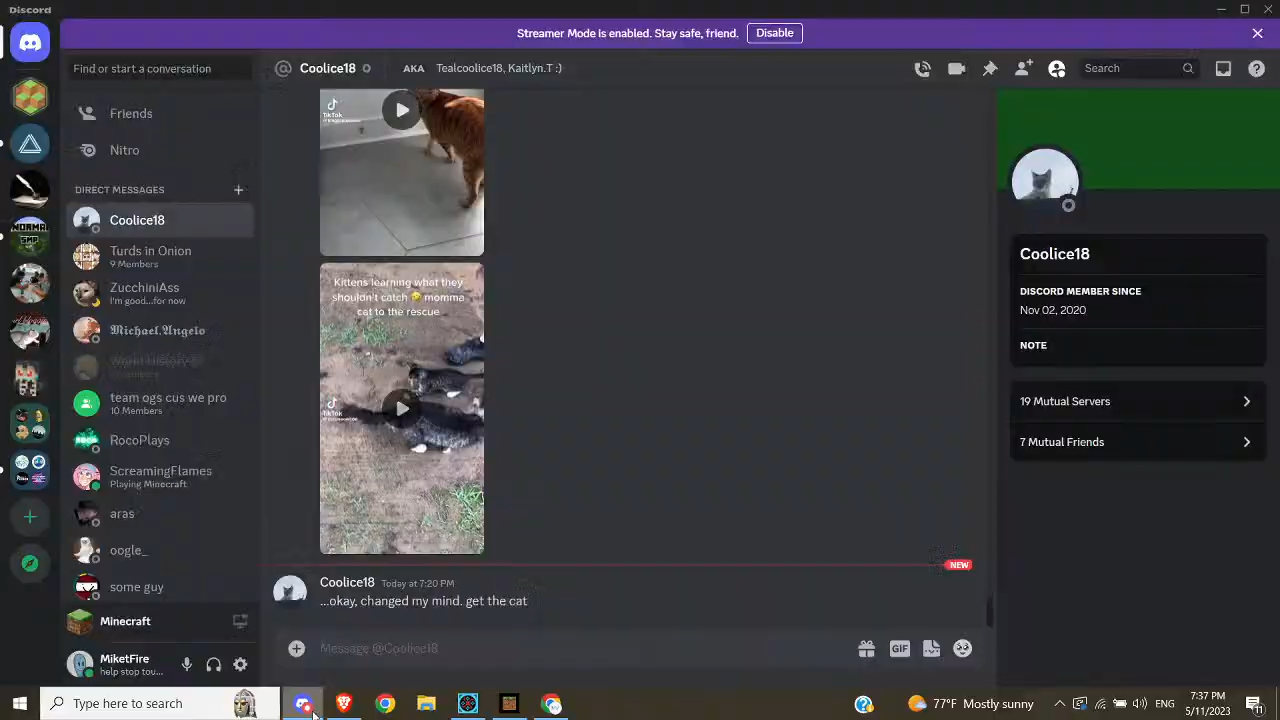 Discord
Streamer Mode is enabled. Stay safe, friend. Disable
Find or start a conversation
Coolice18 AKA Tealcoolice18, Kaitlyn.T :)
Search
Friends
Nitro
DIRECT MESSAGES
Coolice18
Turds in Onion
9 Members
ZucchiniAss
I'm good...for now
𝕸𝖎𝖈𝖍𝖆𝖊𝖑.𝕬𝖓𝖌𝖊𝖑𝖔
team ogs cus we pro
10 Members
RocoPlays
ScreamingFlames
Playing Minecraft
aras
oogle_
some guy
Minecraft
MiketFire
help stop tou...
TikTok
Kittens learning what they
shouldn't catch 🤣 momma
cat to the rescue
TikTok
NEW
Coolice18 Today at 7:20 PM
...okay, changed my mind. get the cat
Message @Coolice18
GIF
Coolice18
DISCORD MEMBER SINCE
Nov 02, 2020
NOTE
19 Mutual Servers
7 Mutual Friends
Type here to search
77°F Mostly sunny
ENG
7:37 PM
5/11/2023